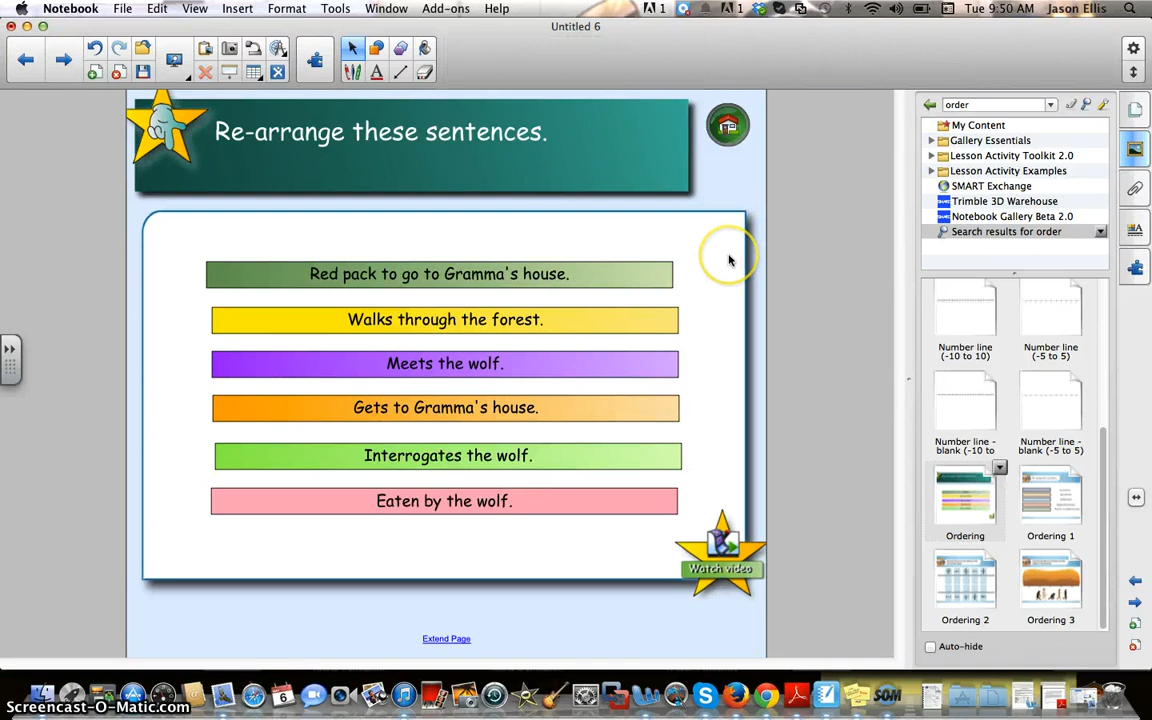 Notebook File Edit View Insert Format Tools Window Add-ons Help 1 1 Tue 9:50 AM Jason Ellis
Untitled 6
order
My Content
Gallery Essentials
Lesson Activity Toolkit 2.0
Lesson Activity Examples
SMART Exchange
Trimble 3D Warehouse
Notebook Gallery Beta 2.0
Search results for order
Re-arrange these sentences.
Red pack to go to Gramma's house.
Walks through the forest.
Meets the wolf.
Gets to Gramma's house.
Interrogates the wolf.
Eaten by the wolf.
Watch video
Extend Page
Number line
(-10 to 10)
Number line
(-5 to 5)
Number line -
blank (-10 to
Number line -
blank (-5 to 5)
Ordering
Ordering 1
Ordering 2
Ordering 3
Auto-hide
6
SOM
Screencast-O-Matic.com